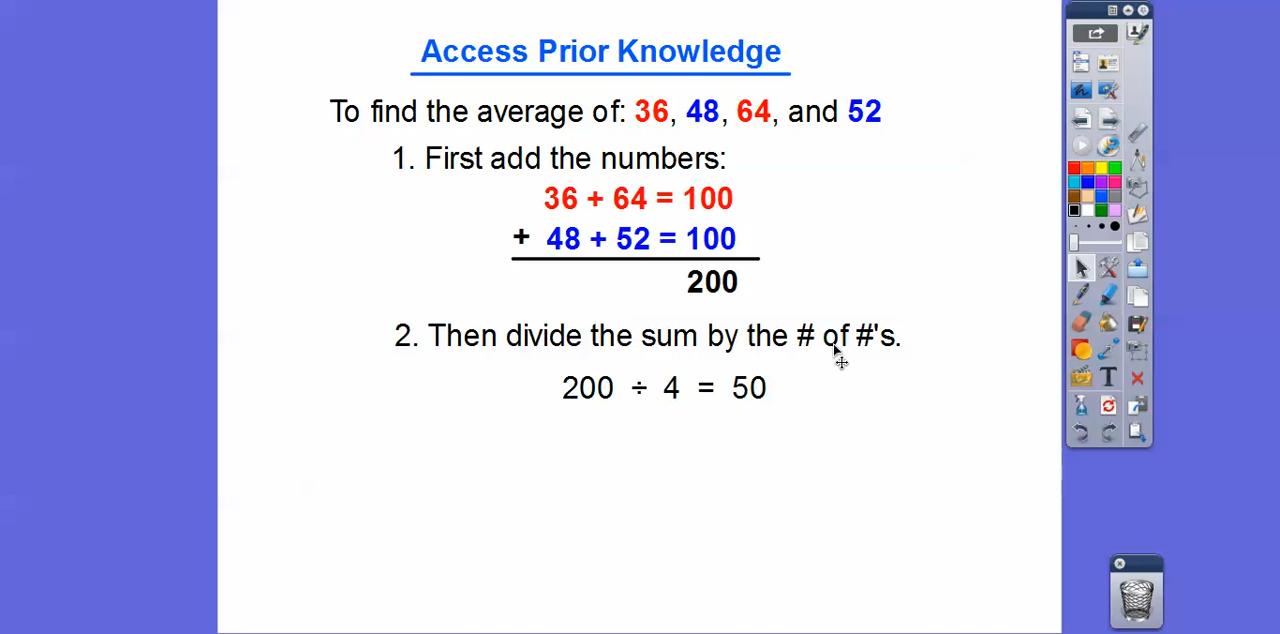 Access Prior Knowledge
To find the average of: 36, 48, 64, and 52
1. First add the numbers:
36 + 64 = 100
+ 48 + 52 = 100
200
2. Then divide the sum by the # of #'s.
200 ÷ 4 = 50